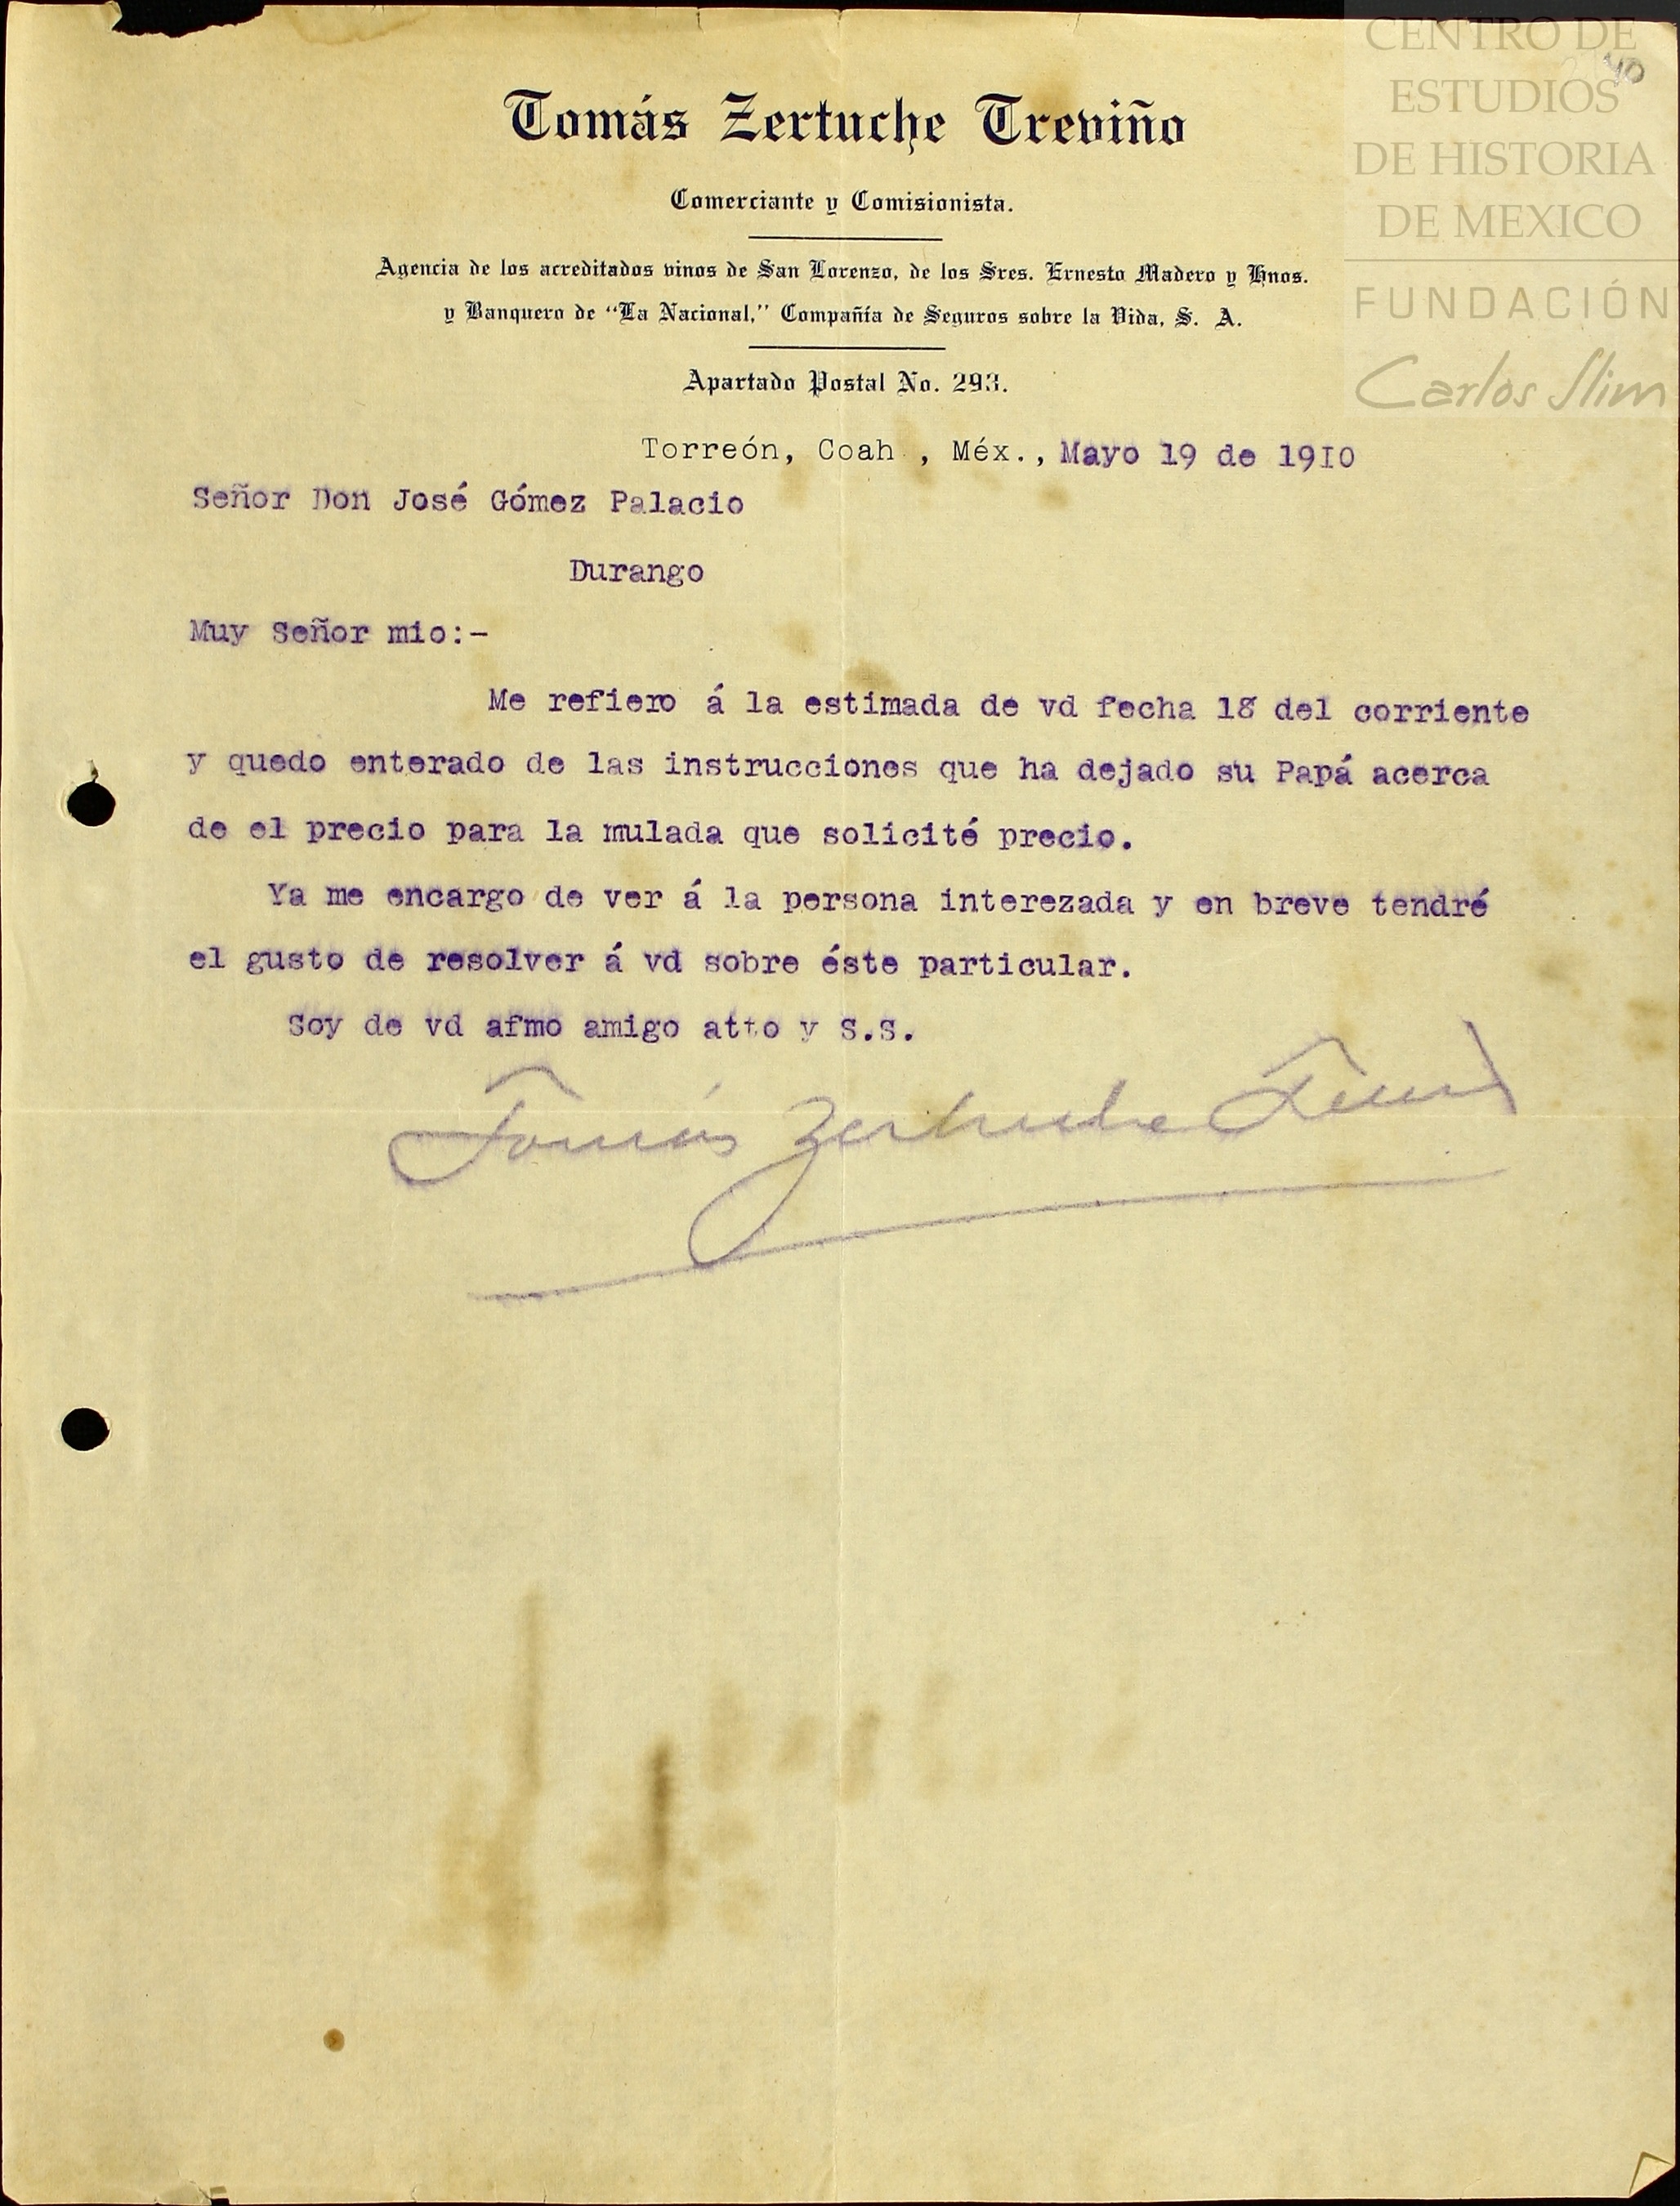 CENTRO DE
ESTUDIOS
DE HISTORIA
DE MEXICO
FUNDACIÓN
Carlos Slim
40
Tomás Zertuche Treviño
Comerciante y Comisionista.
Agencia de los acreditados vinos de San Lorenzo, de los Sres. Ernesto Madero y Hnos.
y Banquero de "La Nacional," Compañía de Seguros sobre la Vida, S. A.
Apartado Postal No. 293.
Torreón, Coah , Méx., Mayo 19 de 1910
Señor Don José Gómez Palacio
Durango
Muy Señor mio:-
Me refiero á la estimada de vd fecha 18 del corriente
y quedo enterado de las instrucciones que ha dejado su Papá acerca
de el precio para la mulada que solicité precio.
Ya me encargo de ver á la persona interezada y en breve tendré
el gusto de resolver á vd sobre éste particular.
Soy de vd afmo amigo atto y S.S.
Tomás Zertuche